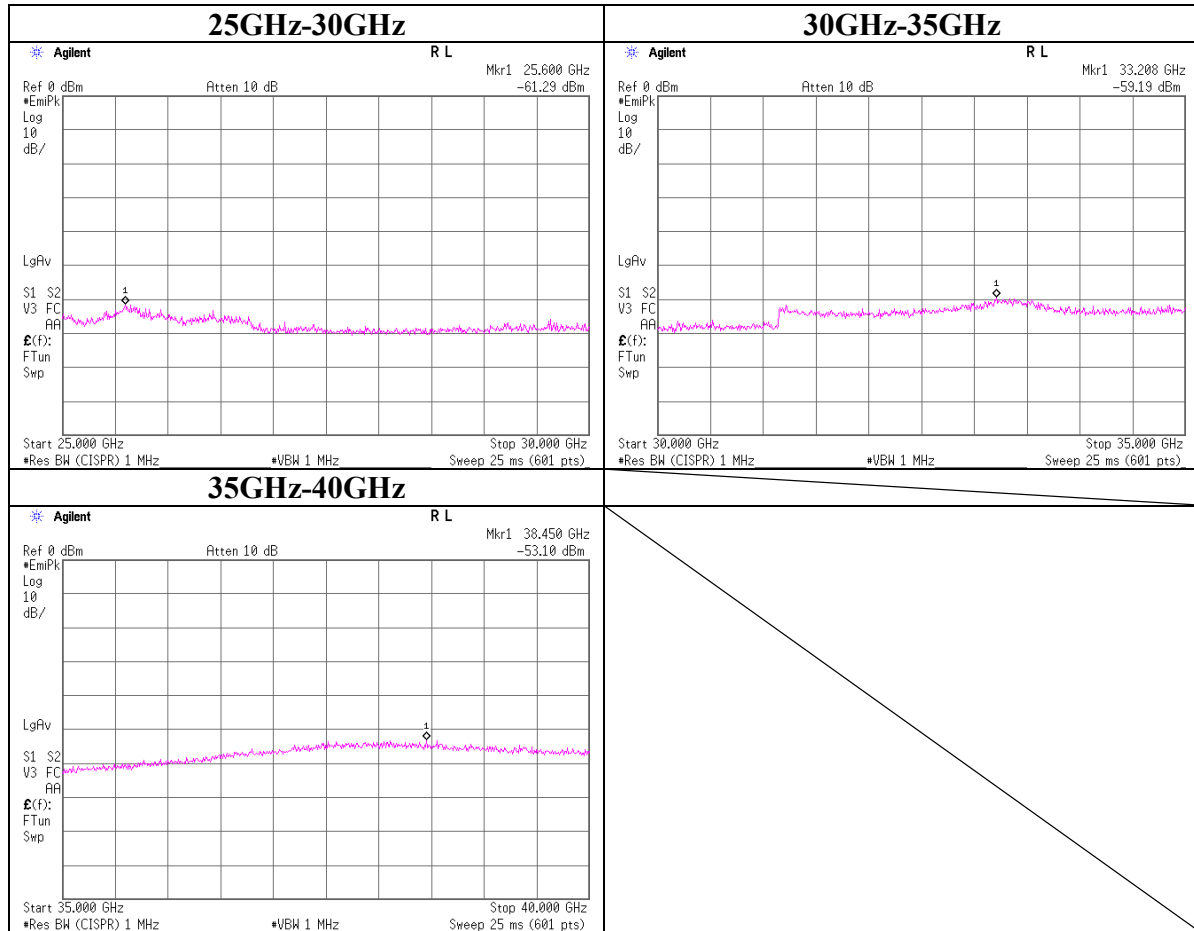 25GHz-30GHz
Agilent R L
Mkr1 25.600 GHz
Ref 0 dBm Atten 10 dB -61.29 dBm
#EmiPk
Log
10
dB/
1
LgAv
S1 S2
V3 FC
AA
£(f):
FTun
Swp
Start 25.000 GHz Stop 30.000 GHz
#Res BW (CISPR) 1 MHz #VBW 1 MHz Sweep 25 ms (601 pts)
30GHz-35GHz
Agilent R L
Mkr1 33.208 GHz
Ref 0 dBm Atten 10 dB -59.19 dBm
#EmiPk
Log
10
dB/
1
LgAv
S1 S2
V3 FC
AA
£(f):
FTun
Swp
Start 30.000 GHz Stop 35.000 GHz
#Res BW (CISPR) 1 MHz #VBW 1 MHz Sweep 25 ms (601 pts)
35GHz-40GHz
Agilent R L
Mkr1 38.450 GHz
Ref 0 dBm Atten 10 dB -53.10 dBm
#EmiPk
Log
10
dB/
1
LgAv
S1 S2
V3 FC
AA
£(f):
FTun
Swp
Start 35.000 GHz Stop 40.000 GHz
#Res BW (CISPR) 1 MHz #VBW 1 MHz Sweep 25 ms (601 pts)